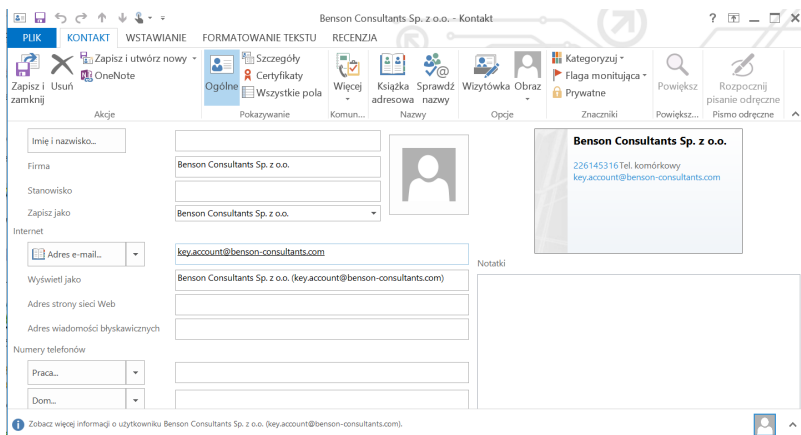 Benson Consultants Sp. z o.o. - Kontakt
PLIK KONTAKT WSTAWIANIE FORMATOWANIE TEKSTU RECENZJA
Zapisz i zamknij
Usuń
Zapisz i utwórz nowy
OneNote
Akcje
Ogólne
Szczegóły
Certyfikaty
Wszystkie pola
Pokazywanie
Więcej
Komun...
Książka adresowa
Sprawdź nazwy
Nazwy
Wizytówka
Obraz
Opcje
Kategoryzuj
Flaga monitująca
Prywatne
Znaczniki
Powiększ
Powiększ...
Rozpocznij pisanie odręczne
Pismo odręczne
Imię i nazwisko...
Firma Benson Consultants Sp. z o.o.
Stanowisko
Zapisz jako Benson Consultants Sp. z o.o.
Internet
Adres e-mail... key.account@benson-consultants.com
Wyświetl jako Benson Consultants Sp. z o.o. (key.account@benson-consultants.com)
Adres strony sieci Web
Adres wiadomości błyskawicznych
Numery telefonów
Praca...
Dom...
Benson Consultants Sp. z o.o.
226145316 Tel. komórkowy
key.account@benson-consultants.com
Notatki
Zobacz więcej informacji o użytkowniku Benson Consultants Sp. z o.o. (key.account@benson-consultants.com).